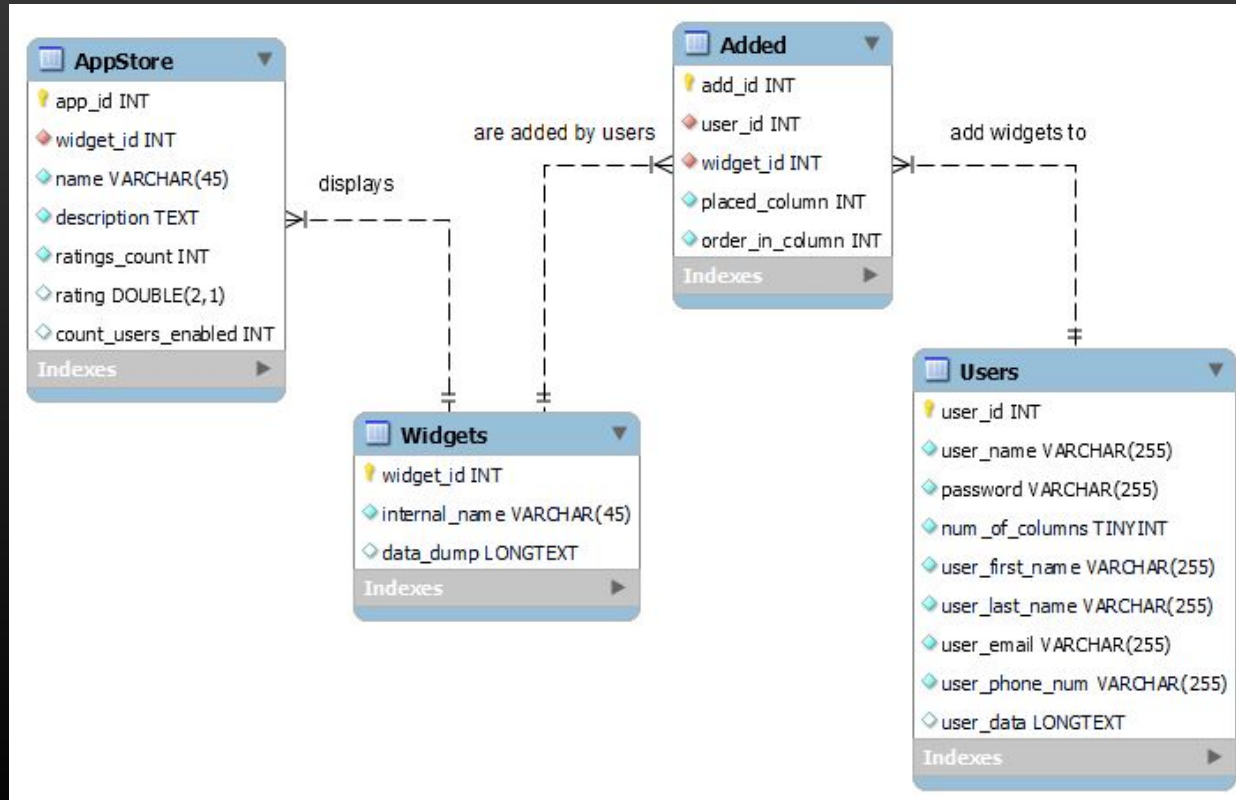 AppStore
app_id INT
widget_id INT
name VARCHAR(45)
description TEXT
ratings_count INT
rating DOUBLE(2,1)
count_users_enabled INT
Indexes
displays
are added by users
Added
add_id INT
user_id INT
widget_id INT
placed_column INT
order_in_column INT
Indexes
add widgets to
Widgets
widget_id INT
internal_name VARCHAR(45)
data_dump LONGTEXT
Indexes
Users
user_id INT
user_name VARCHAR(255)
password VARCHAR(255)
num_of_columns TINYINT
user_first_name VARCHAR(255)
user_last_name VARCHAR(255)
user_email VARCHAR(255)
user_phone_num VARCHAR(255)
user_data LONGTEXT
Indexes